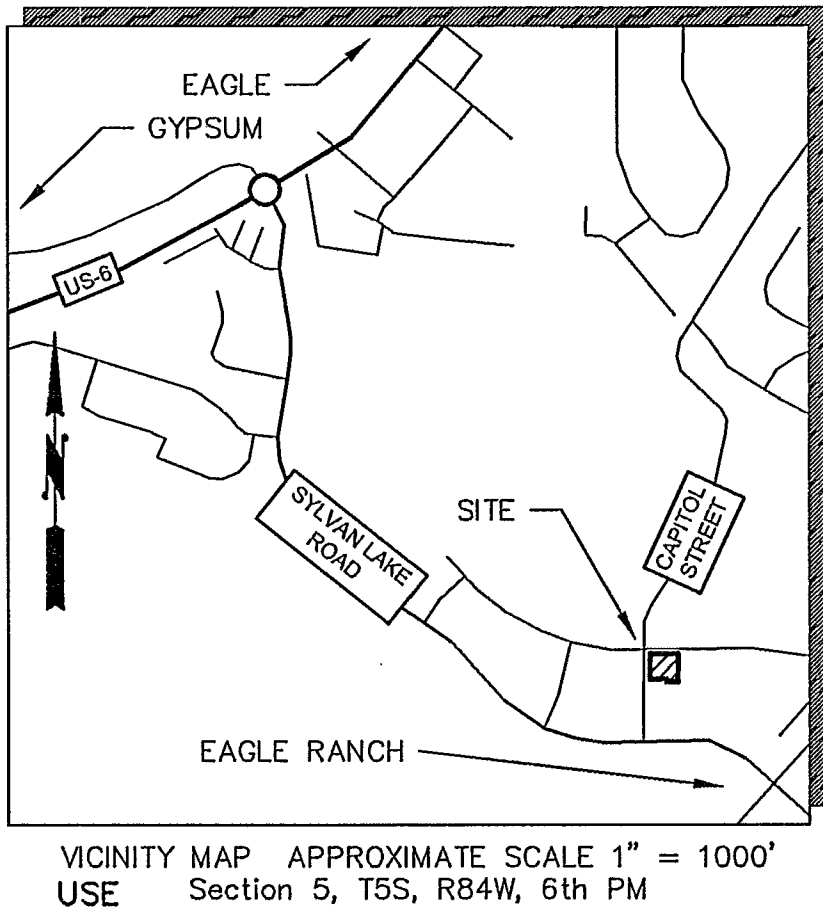 EAGLE
GYPSUM
US-6
N
SYLVAN LAKE
ROAD
SITE
CAPITOL
STREET
EAGLE RANCH
VICINITY MAP APPROXIMATE SCALE 1" = 1000'
USE Section 5, T5S, R84W, 6th PM